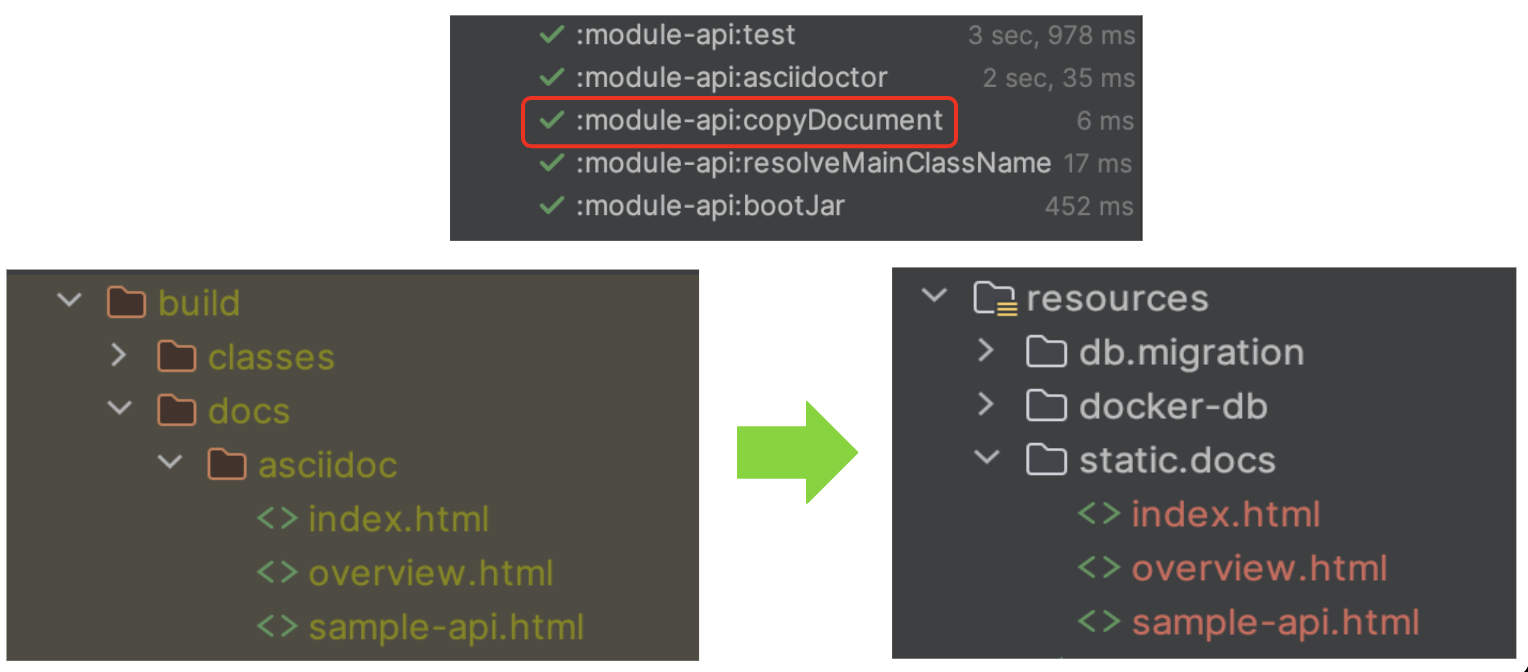 :module-api:test 3 sec, 978 ms
:module-api:asciidoctor 2 sec, 35 ms
:module-api:copyDocument 6 ms
:module-api:resolveMainClassName 17 ms
:module-api:bootJar 452 ms
build
classes
docs
asciidoc
index.html
overview.html
sample-api.html
resources
db.migration
docker-db
static.docs
index.html
overview.html
sample-api.html